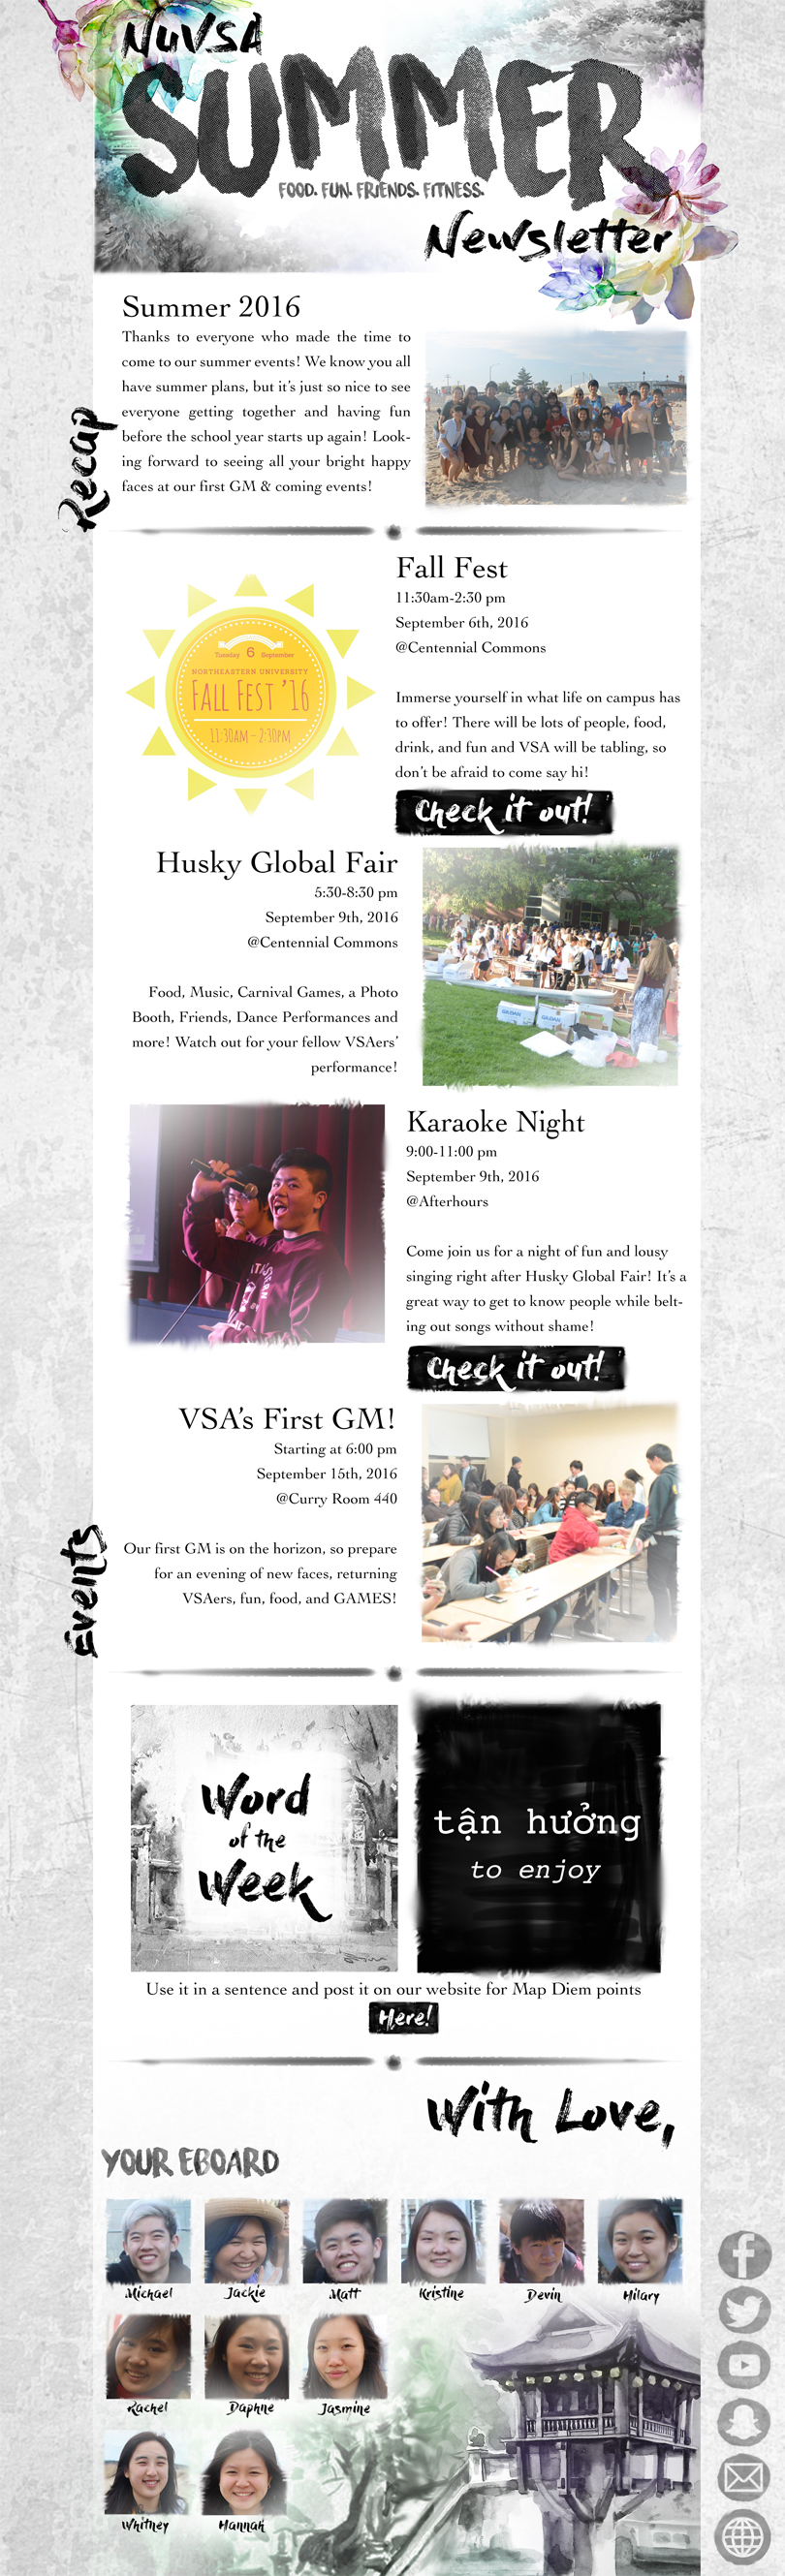 NuVSA
SUMMER
FOOD. FUN. FRIENDS. FITNESS.
Newsletter
Recap
Summer 2016
Thanks to everyone who made the time to
come to our summer events! We know you all
have summer plans, but it's just so nice to see
everyone getting together and having fun
before the school year starts up again! Look-
ing forward to seeing all your bright happy
faces at our first GM & coming events!
Tuesday 6 September
NORTHEASTERN UNIVERSITY
FALL FEST '16
11:30AM - 2:30PM
Fall Fest
11:30am-2:30 pm
September 6th, 2016
@Centennial Commons
Immerse yourself in what life on campus has
to offer! There will be lots of people, food,
drink, and fun and VSA will be tabling, so
don't be afraid to come say hi!
Check it out!
Husky Global Fair
5:30-8:30 pm
September 9th, 2016
@Centennial Commons
Food, Music, Carnival Games, a Photo
Booth, Friends, Dance Performances and
more! Watch out for your fellow VSAers'
performance!
GILDAN
GILDAN
Karaoke Night
9:00-11:00 pm
September 9th, 2016
@Afterhours
Come join us for a night of fun and lousy
singing right after Husky Global Fair! It's a
great way to get to know people while belt-
ing out songs without shame!
Check it out!
Events
VSA's First GM!
Starting at 6:00 pm
September 15th, 2016
@Curry Room 440
Our first GM is on the horizon, so prepare
for an evening of new faces, returning
VSAers, fun, food, and GAMES!
Word
of the
Week
tận hưởng
to enjoy
Use it in a sentence and post it on our website for Map Diem points
Here!
With Love,
YOUR EBOARD
Michael Jackie Matt Kristine Devin Hilary
Rachel Daphne Jasmine
Whitney Hannah